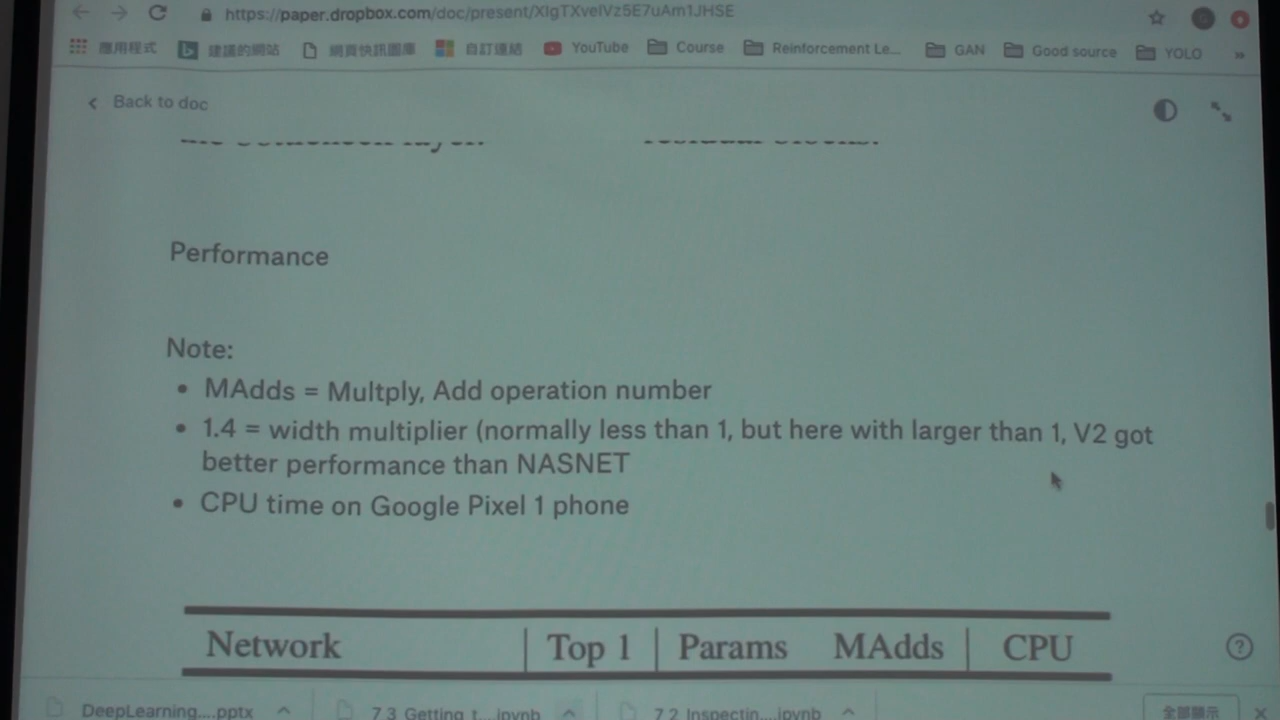 https://paper.dropbox.com/doc/present/XIgTXvelVz5E7uAm1JHSE
應用程式 建議的網站 網頁快訊圖庫 自訂連結 YouTube Course Reinforcement Le... GAN Good source YOLO »
Back to doc
Performance
Note:
• MAdds = Multply, Add operation number
• 1.4 = width multiplier (normally less than 1, but here with larger than 1, V2 got
better performance than NASNET
• CPU time on Google Pixel 1 phone
Network Top 1 Params MAdds CPU
DeepLearning....pptx 7.3 Getting t....ipynb 7.2 Inspectin....ipynb 全部顯示